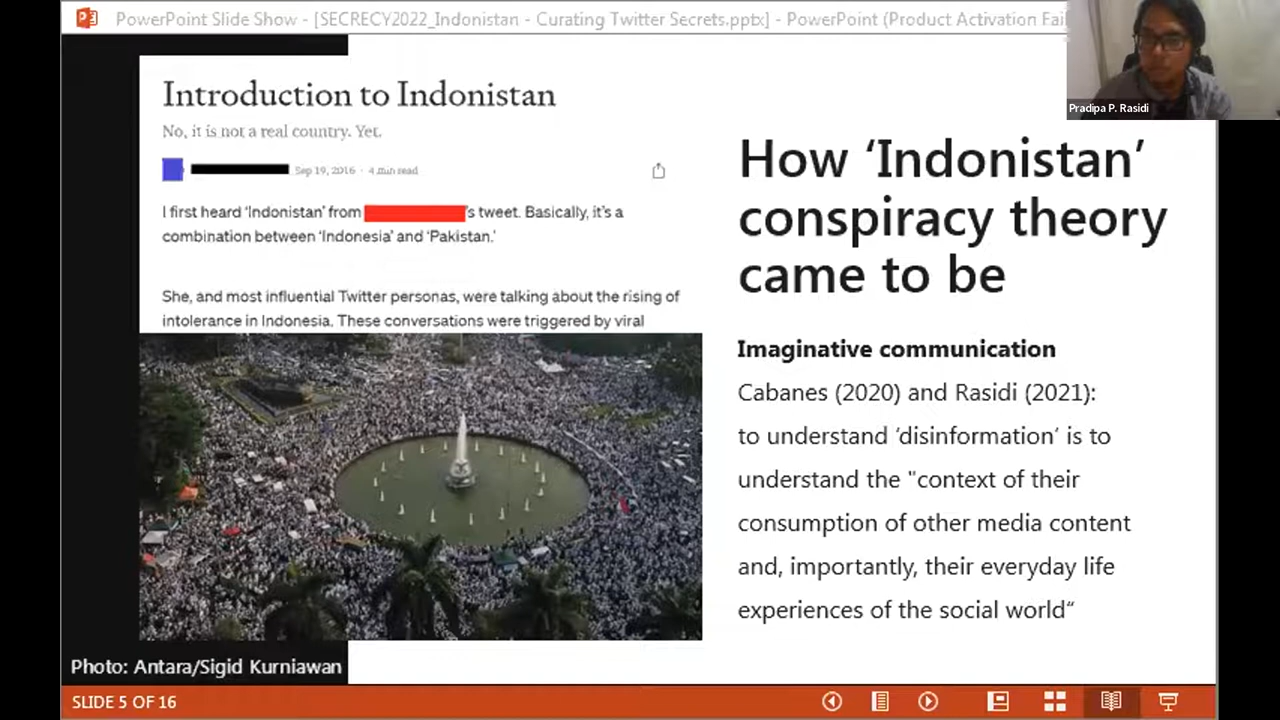 PowerPoint Slide Show - [SECRECY2022_Indonistan - Curating Twitter Secrets.pptx] - PowerPoint (Product Activation Fai
Pradipa P. Rasidi
Introduction to Indonistan
No, it is not a real country. Yet.
Sep 19, 2016 · 4 min read
I first heard ‘Indonistan’ from 's tweet. Basically, it’s a
combination between ‘Indonesia’ and ‘Pakistan.’
She, and most influential Twitter personas, were talking about the rising of
intolerance in Indonesia. These conversations were triggered by viral
How ‘Indonistan’
conspiracy theory
came to be
Imaginative communication
Cabanes (2020) and Rasidi (2021):
to understand ‘disinformation’ is to
understand the "context of their
consumption of other media content
and, importantly, their everyday life
experiences of the social world“
Photo: Antara/Sigid Kurniawan
SLIDE 5 OF 16